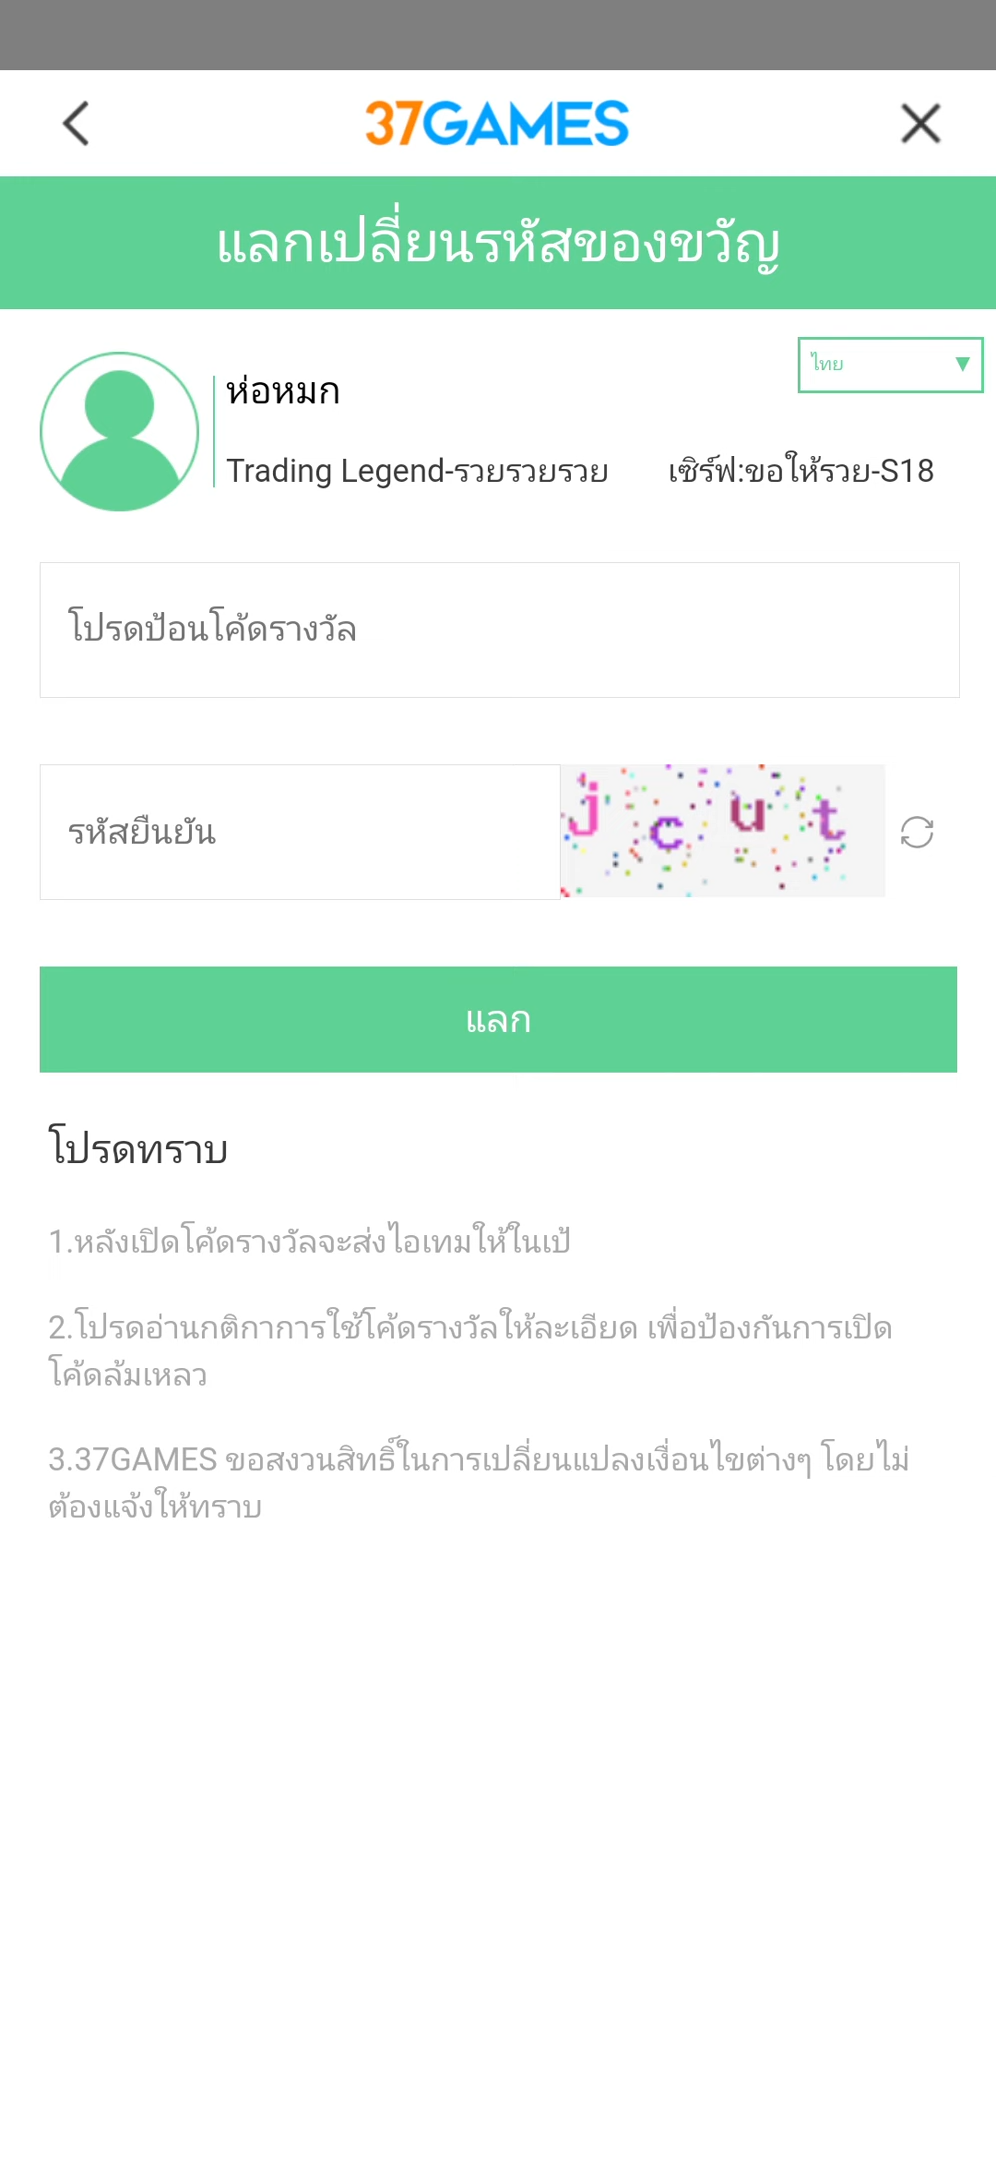 37GAMES
แลกเปลี่ยนรหัสของขวัญ
ไทย
ห่อหมก
Trading Legend-รวยรวยรวย เซิร์ฟ:ขอให้รวย-S18
โปรดป้อนโค้ดรางวัล
รหัสยืนยัน
j c u t
แลก
โปรดทราบ
1.หลังเปิดโค้ดรางวัลจะส่งไอเทมให้ในเป้
2.โปรดอ่านกติกาการใช้โค้ดรางวัลให้ละเอียด เพื่อป้องกันการเปิด
โค้ดล้มเหลว
3.37GAMES ขอสงวนสิทธิ์ในการเปลี่ยนแปลงเงื่อนไขต่างๆ โดยไม่
ต้องแจ้งให้ทราบ